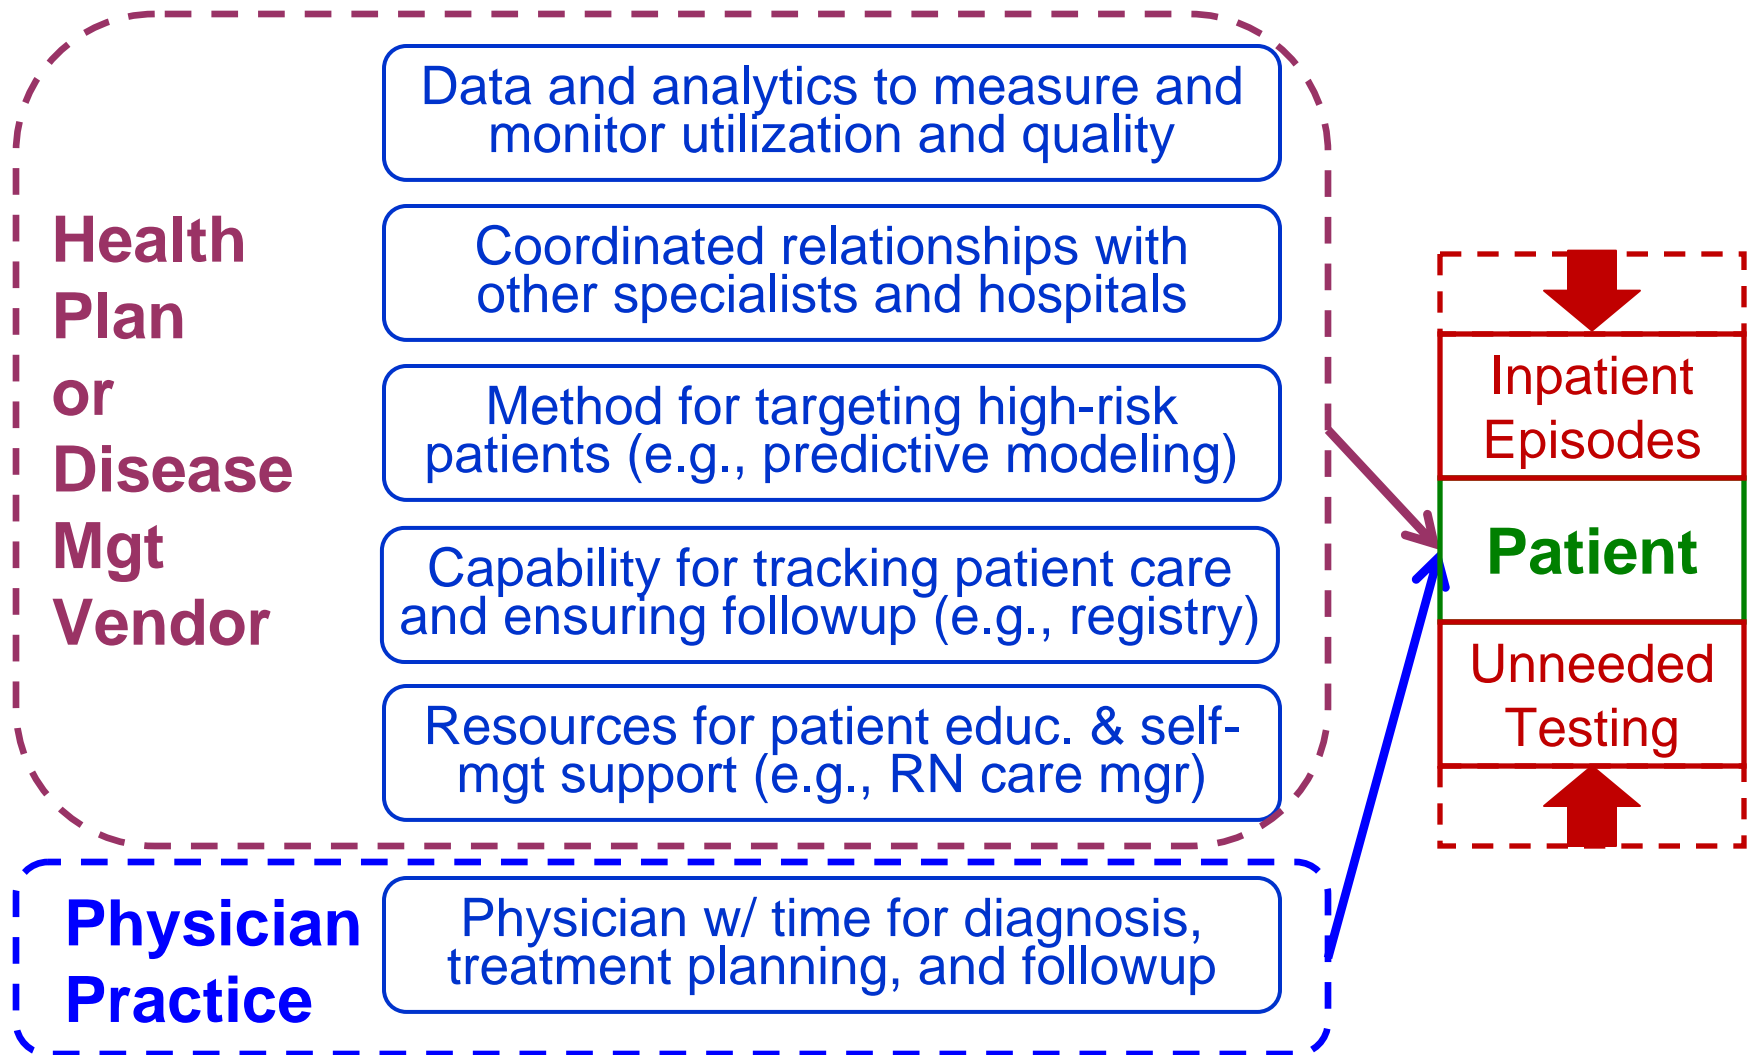 Health
Plan
or
Disease
Mgt
Vendor
Data and analytics to measure and
monitor utilization and quality
Coordinated relationships with
other specialists and hospitals
Method for targeting high-risk
patients (e.g., predictive modeling)
Capability for tracking patient care
and ensuring followup (e.g., registry)
Resources for patient educ. & self-
mgt support (e.g., RN care mgr)
Physician
Practice
Physician w/ time for diagnosis,
treatment planning, and followup
Inpatient
Episodes
Patient
Unneeded
Testing